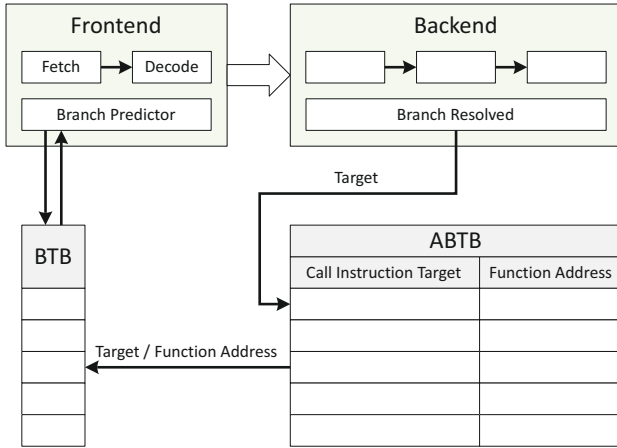 Frontend
Backend
Fetch
Decode
Branch Predictor
Branch Resolved
Target
BTB
ABTB
Call Instruction Target
Function Address
Target / Function Address